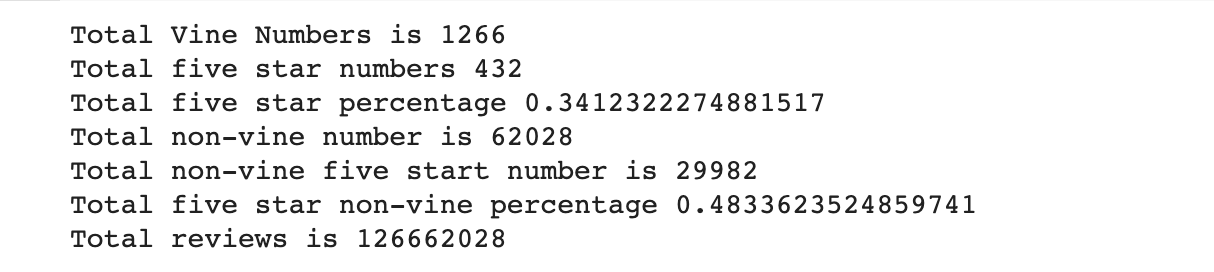 Total Vine Numbers is 1266
Total five star numbers 432
Total five star percentage 0.3412322274881517
Total non-vine number is 62028
Total non-vine five start number is 29982
Total five star non-vine percentage 0.4833623524859741
Total reviews is 126662028